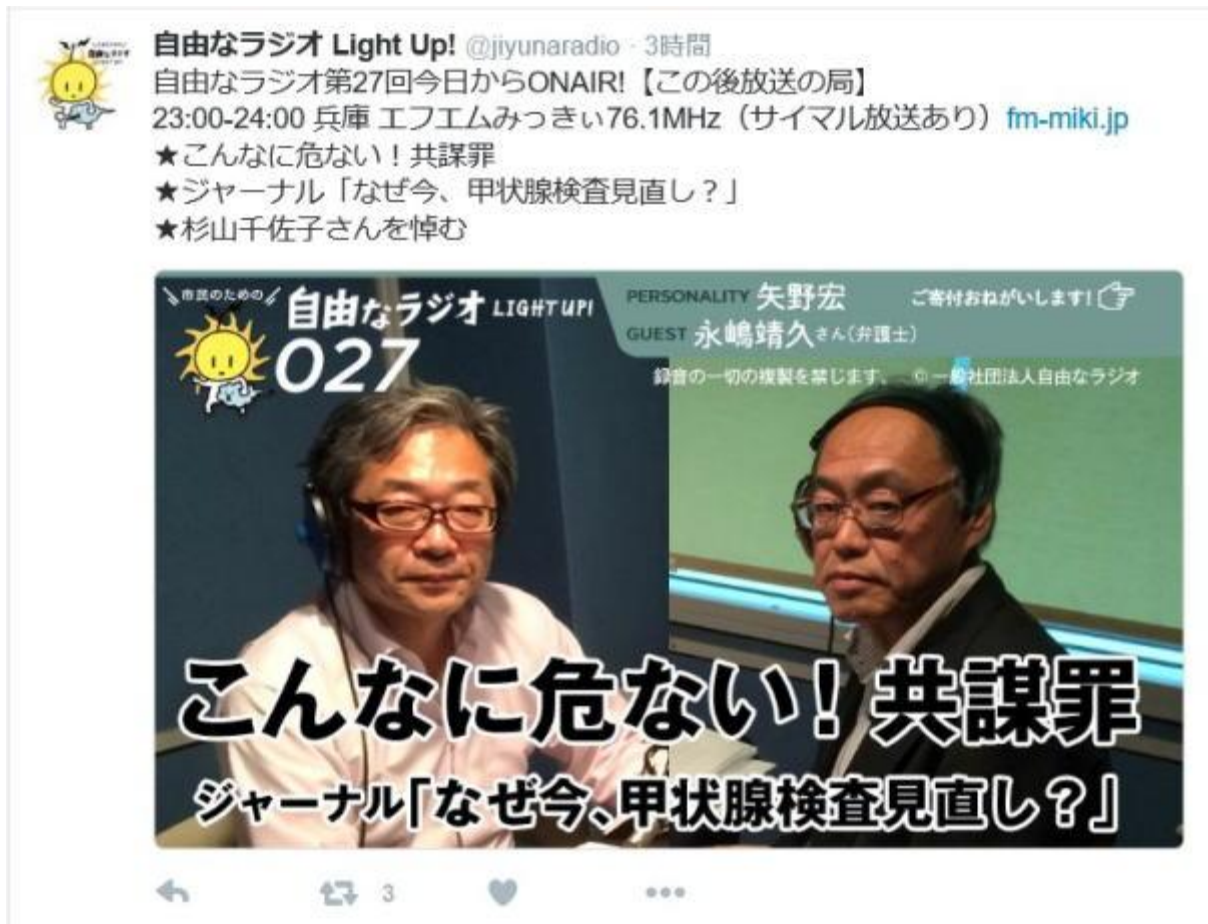 自由なラジオ Light Up! @jiyunaradio · 3時間
自由なラジオ第27回今日からONAIR!【この後放送の局】
23:00-24:00 兵庫 エフエムみっきぃ76.1MHz（サイマル放送あり）fm-miki.jp
★こんなに危ない！共謀罪
★ジャーナル「なぜ今、甲状腺検査見直し？」
★杉山千佐子さんを悼む
市民のための
自由なラジオ LIGHT UP!
027
PERSONALITY 矢野宏
ご寄付おねがいします!
GUEST 永嶋靖久さん(弁護士)
録音の一切の複製を禁じます。 ©一般社団法人自由なラジオ
こんなに危ない！共謀罪
ジャーナル「なぜ今、甲状腺検査見直し？」
3